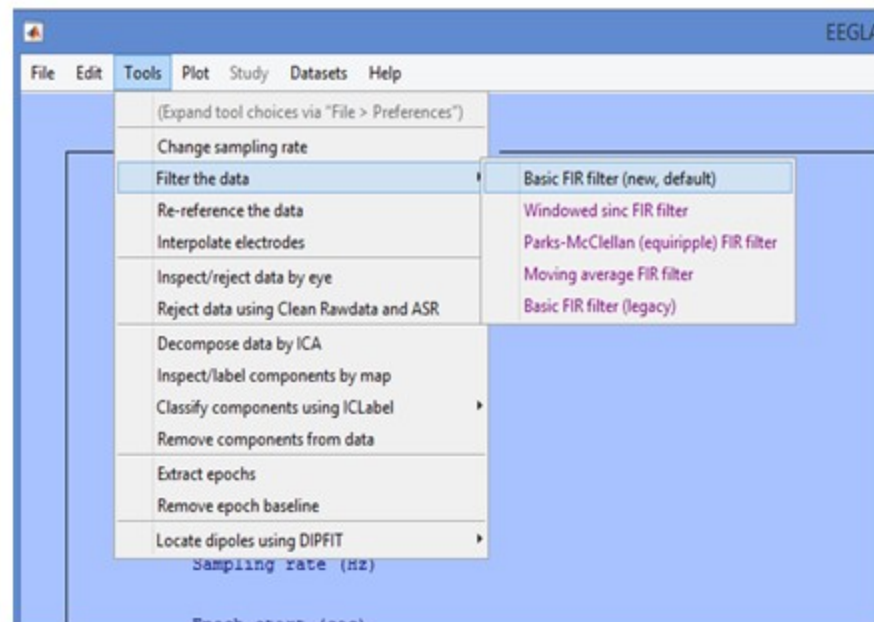 EEGLA
File Edit Tools Plot Study Datasets Help
(Expand tool choices via "File > Preferences")
Change sampling rate
Filter the data
Basic FIR filter (new, default)
Re-reference the data
Windowed sinc FIR filter
Interpolate electrodes
Parks-McClellan (equiripple) FIR filter
Inspect/reject data by eye
Moving average FIR filter
Reject data using Clean Rawdata and ASR
Basic FIR filter (legacy)
Decompose data by ICA
Inspect/label components by map
Classify components using ICLabel
Remove components from data
Extract epochs
Remove epoch baseline
Locate dipoles using DIPFIT
Sampling rate (Hz)